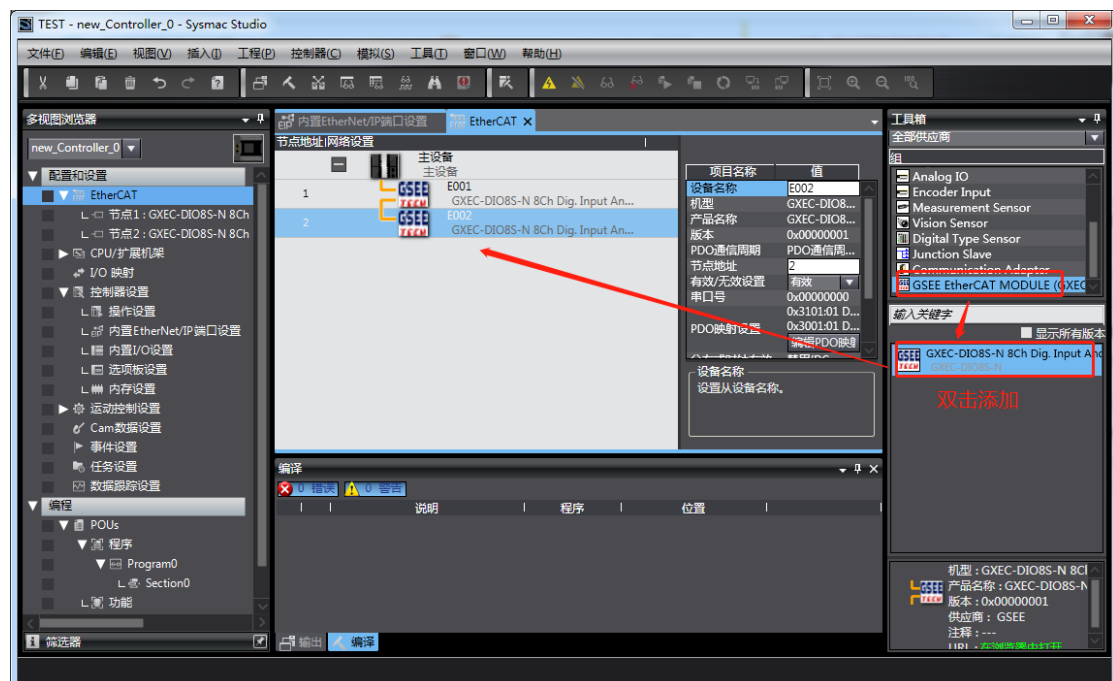 TEST - new_Controller_0 - Sysmac Studio
文件(F) 编辑(E) 视图(V) 插入(I) 工程(P) 控制器(C) 模拟(S) 工具(T) 窗口(W) 帮助(H)
多视图浏览器
new_Controller_0
配置和设置
EtherCAT
节点1 : GXEC-DIO8S-N 8Ch
节点2 : GXEC-DIO8S-N 8Ch
CPU/扩展机架
I/O 映射
控制器设置
操作设置
内置EtherNet/IP端口设置
内置I/O设置
选项板设置
内存设置
运动控制设置
Cam数据设置
事件设置
任务设置
数据跟踪设置
编程
POUs
程序
Program0
Section0
功能
筛选器
内置EtherNet/IP端口设置 EtherCAT
节点地址|网络设置
主设备
主设备
1 GSEE TECH E001
GXEC-DIO8S-N 8Ch Dig. Input An...
2 GSEE TECH E002
GXEC-DIO8S-N 8Ch Dig. Input An...
项目名称 值
设备名称 E002
机型 GXEC-DIO8...
产品名称 GXEC-DIO8...
版本 0x00000001
PDO通信周期 PDO通信周...
节点地址 2
有效/无效设置 有效
串口号 0x00000000
0x3101:01 D...
PDO映射设置 0x3001:01 D...
编辑PDO映射
设备名称
设置从设备名称。
编译
0 错误 0 警告
说明 程序 位置
输出 编译
工具箱
全部供应商
组
Analog IO
Encoder Input
Measurement Sensor
Vision Sensor
Digital Type Sensor
Junction Slave
Communication Adapter
GSEE EtherCAT MODULE (GXEC
输入关键字
显示所有版本
GSEE TECH GXEC-DIO8S-N 8Ch Dig. Input And
GXEC-DIO8S-N
双击添加
机型 : GXEC-DIO8S-N 8Cl
GSEE TECH 产品名称 : GXEC-DIO8S-N
版本 : 0x00000001
供应商 : GSEE
注释 : ---
URL : 在浏览器中打开